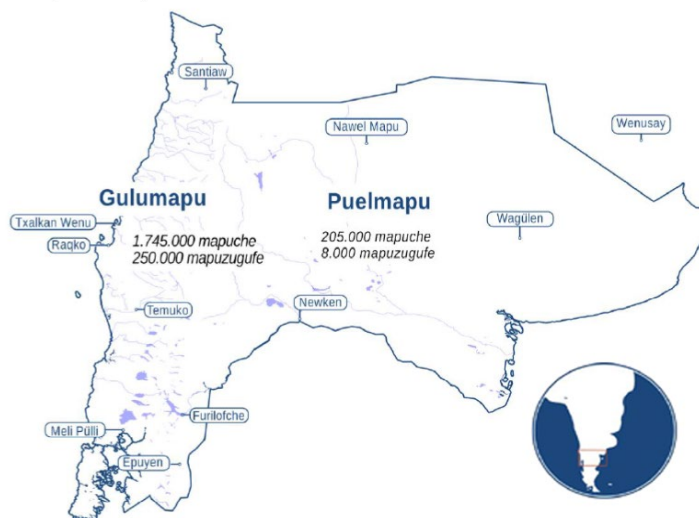 Santiaw
Nawel Mapu
Wenusay
Gulumapu
Puelmapu
Txalkan Wenu
Wagülen
Raqko
1.745.000 mapuche
250.000 mapuzugufe
205.000 mapuche
8.000 mapuzugufe
Temuko
Newken
Furilofche
Meli Pülli
Epuyen